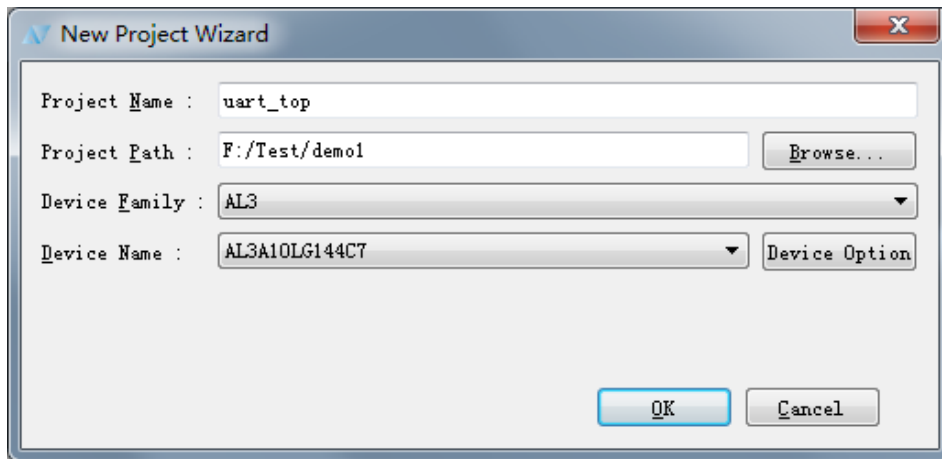 New Project Wizard
Project Name : uart_top
Project Path : F:/Test/demo1 Browse...
Device Family : AL3
Device Name : AL3A10LG144C7 Device Option
OK Cancel